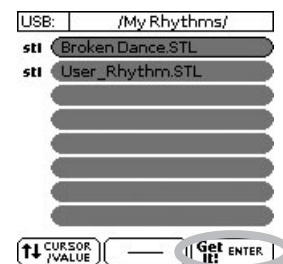 USB: /My Rhythms/
stl Broken Dance.STL
stl User_Rhythm.STL
↑↓ CURSOR /VALUE — Get It! ENTER